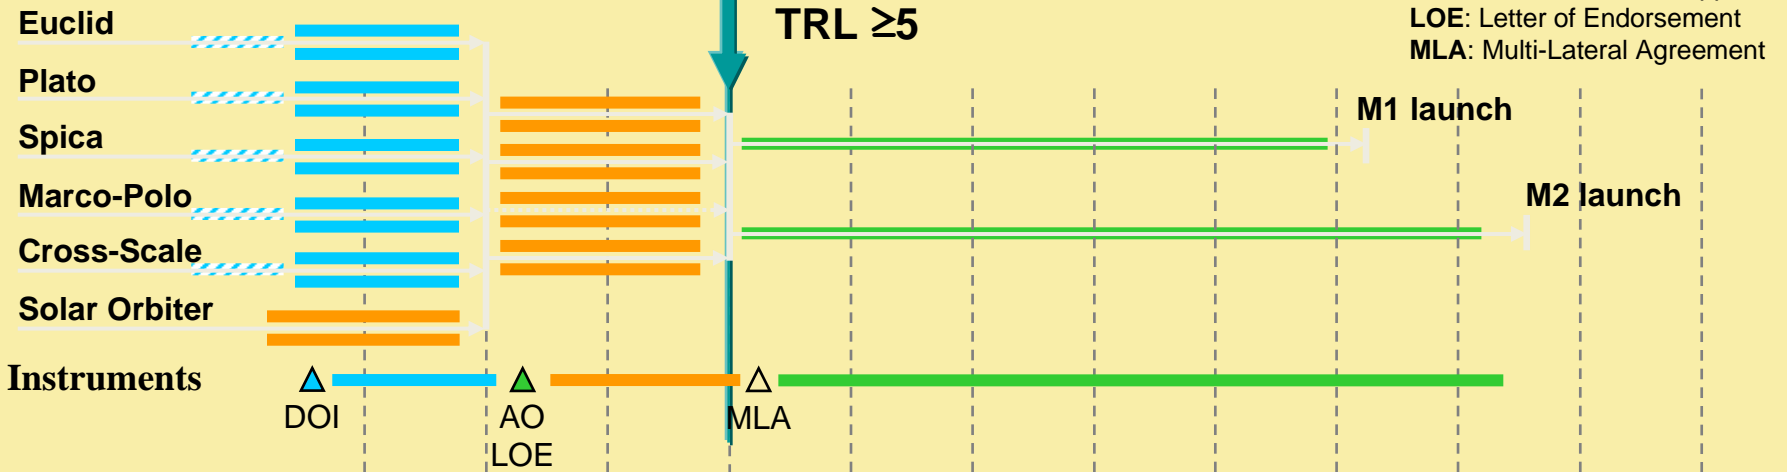 Euclid
TRL ≥5
LOE: Letter of Endorsement
MLA: Multi-Lateral Agreement
Plato
M1 launch
Spica
Marco-Polo
M2 launch
Cross-Scale
Solar Orbiter
Instruments
DOI
AO
MLA
LOE